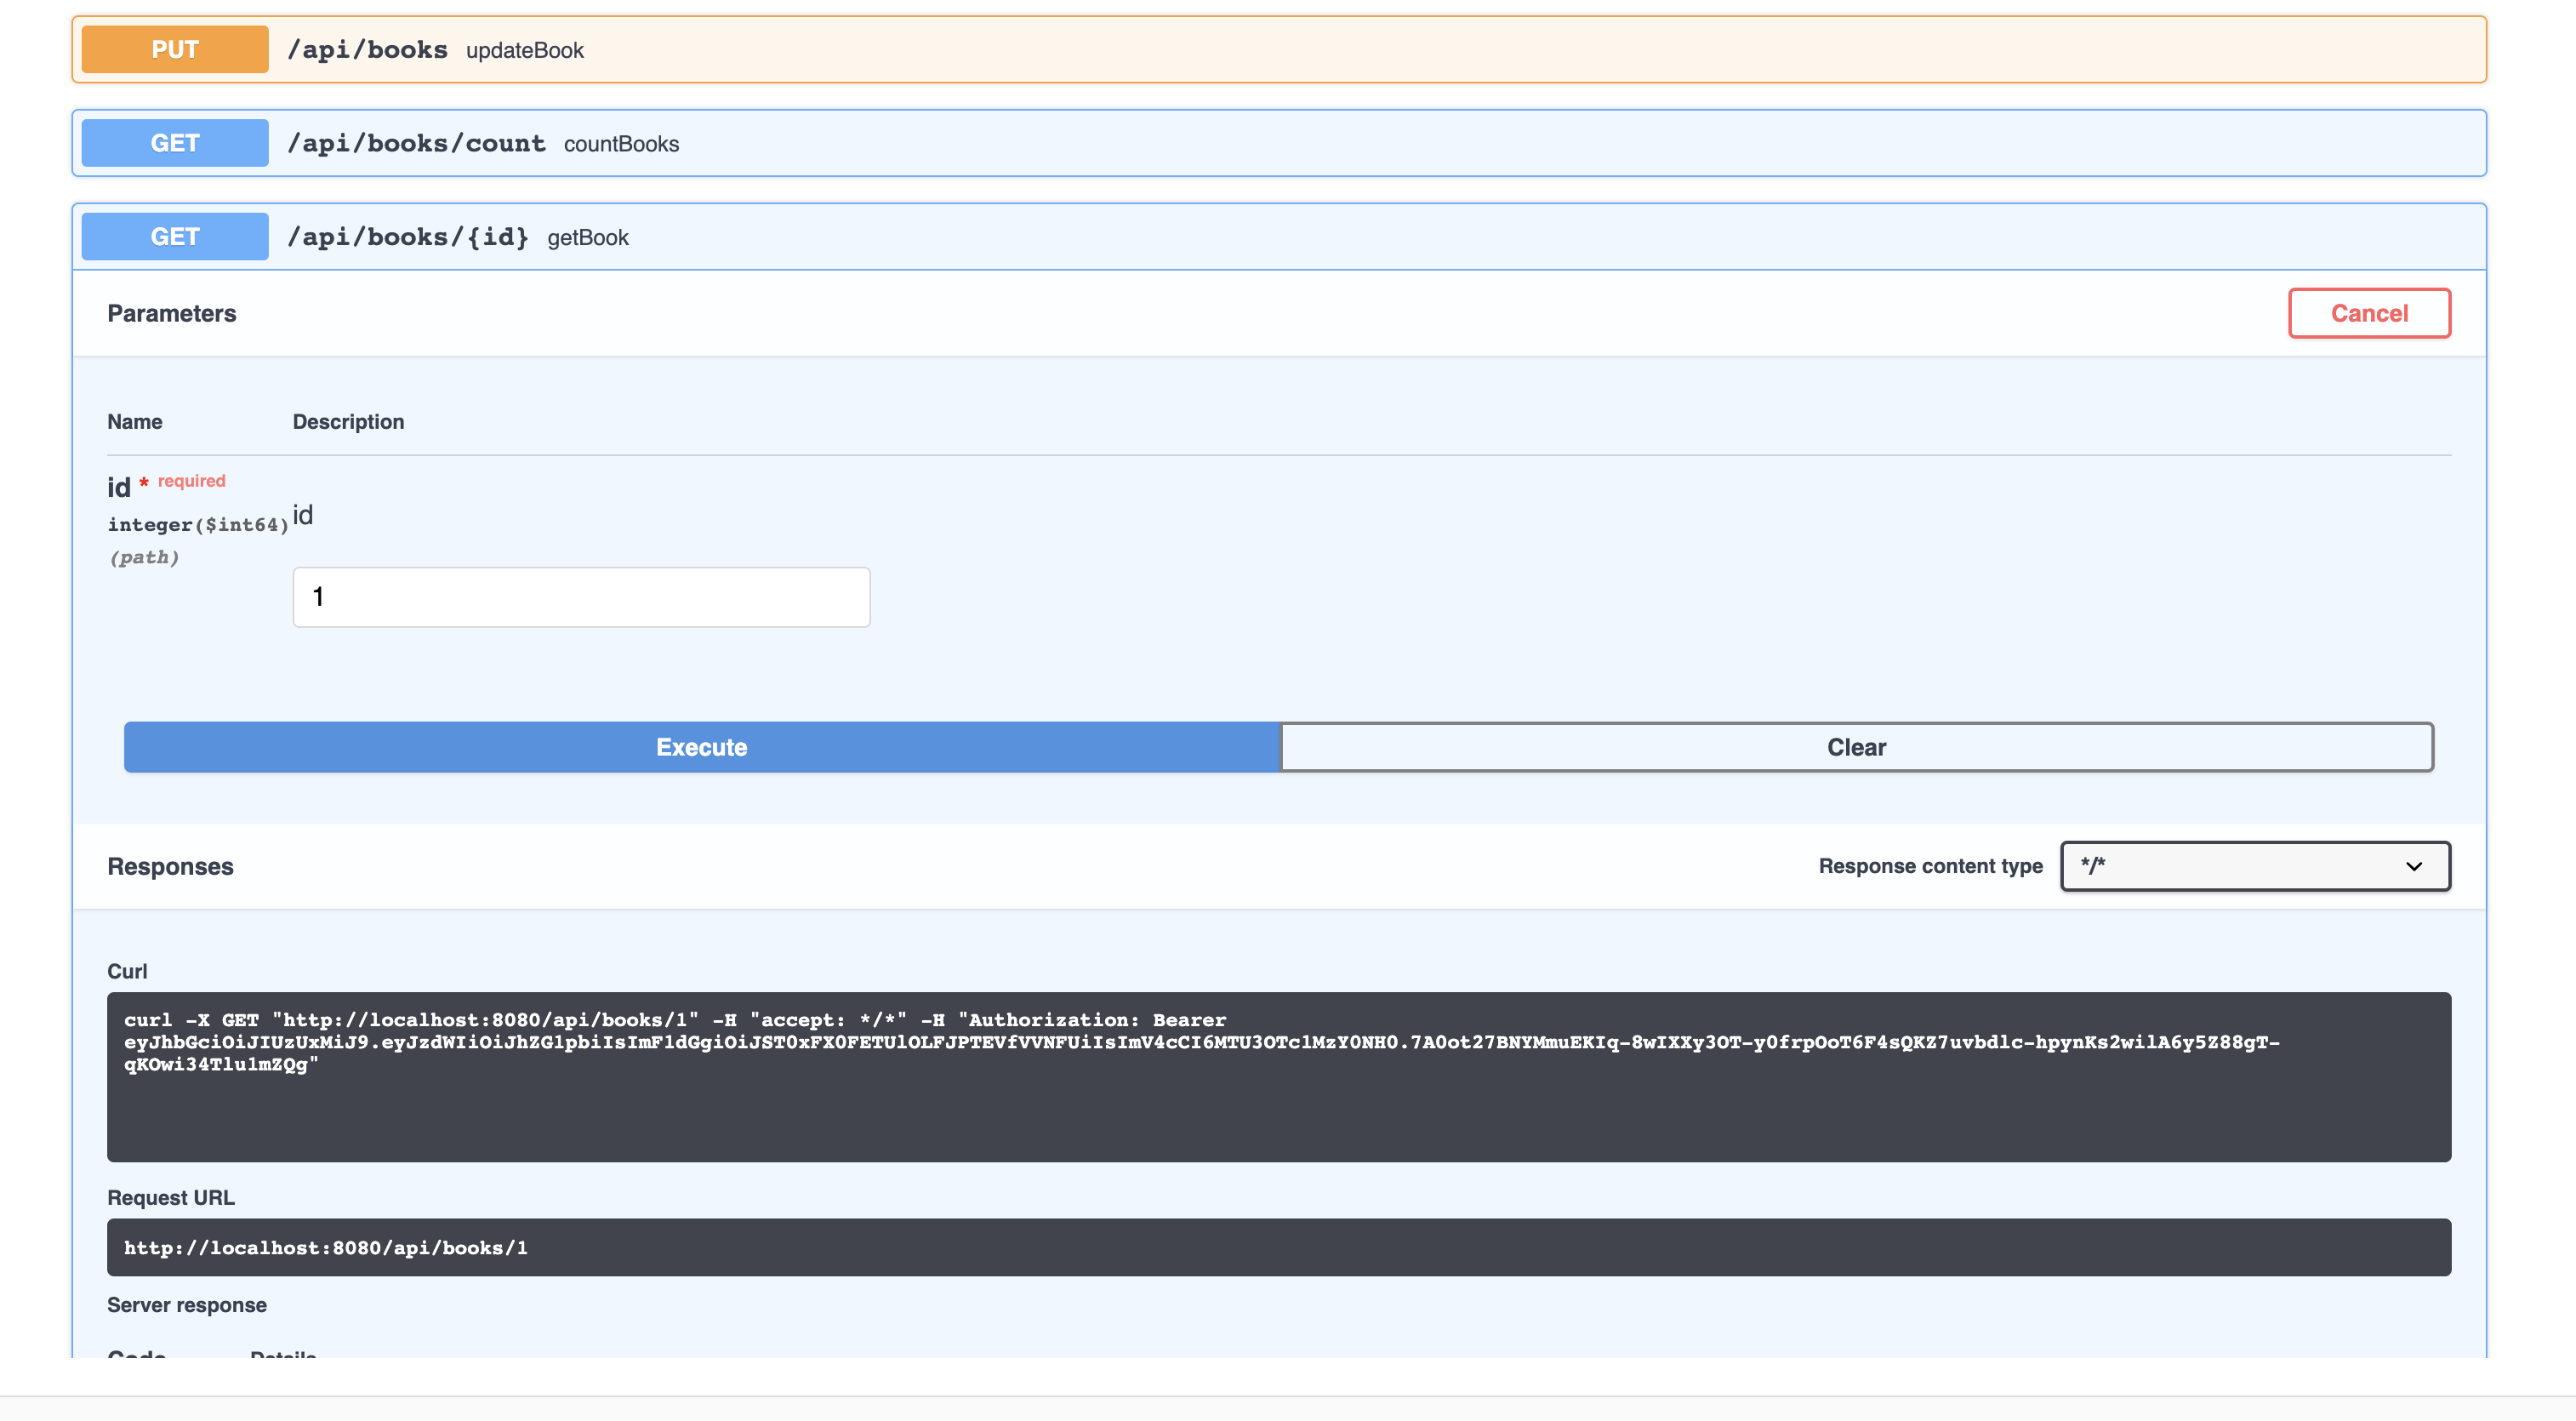 PUT /api/books updateBook
GET /api/books/count countBooks
GET /api/books/{id} getBook
Parameters
Cancel
Name Description
id * required
integer($int64)
(path)
id
1
Execute
Clear
Responses
Response content type
*/*
Curl
curl -X GET "http://localhost:8080/api/books/1" -H "accept: */*" -H "Authorization: Bearer
eyJhbGciOiJIUzUxMiJ9.eyJzdWIiOiJhZG1pbiIsImF1dGgiOiJST0xFX0FETUlOLFJPTEVfVVNFUiIsImV4cCI6MTU3OTc1MzY0NH0.7A0ot27BNYMmuEKIq-8wIXXy3OT-y0frpOoT6F4sQKZ7uvbdlc-hpynKs2wilA6y5Z88gT-
qKOwi34Tlu1mZQg"
Request URL
http://localhost:8080/api/books/1
Server response
Code Details